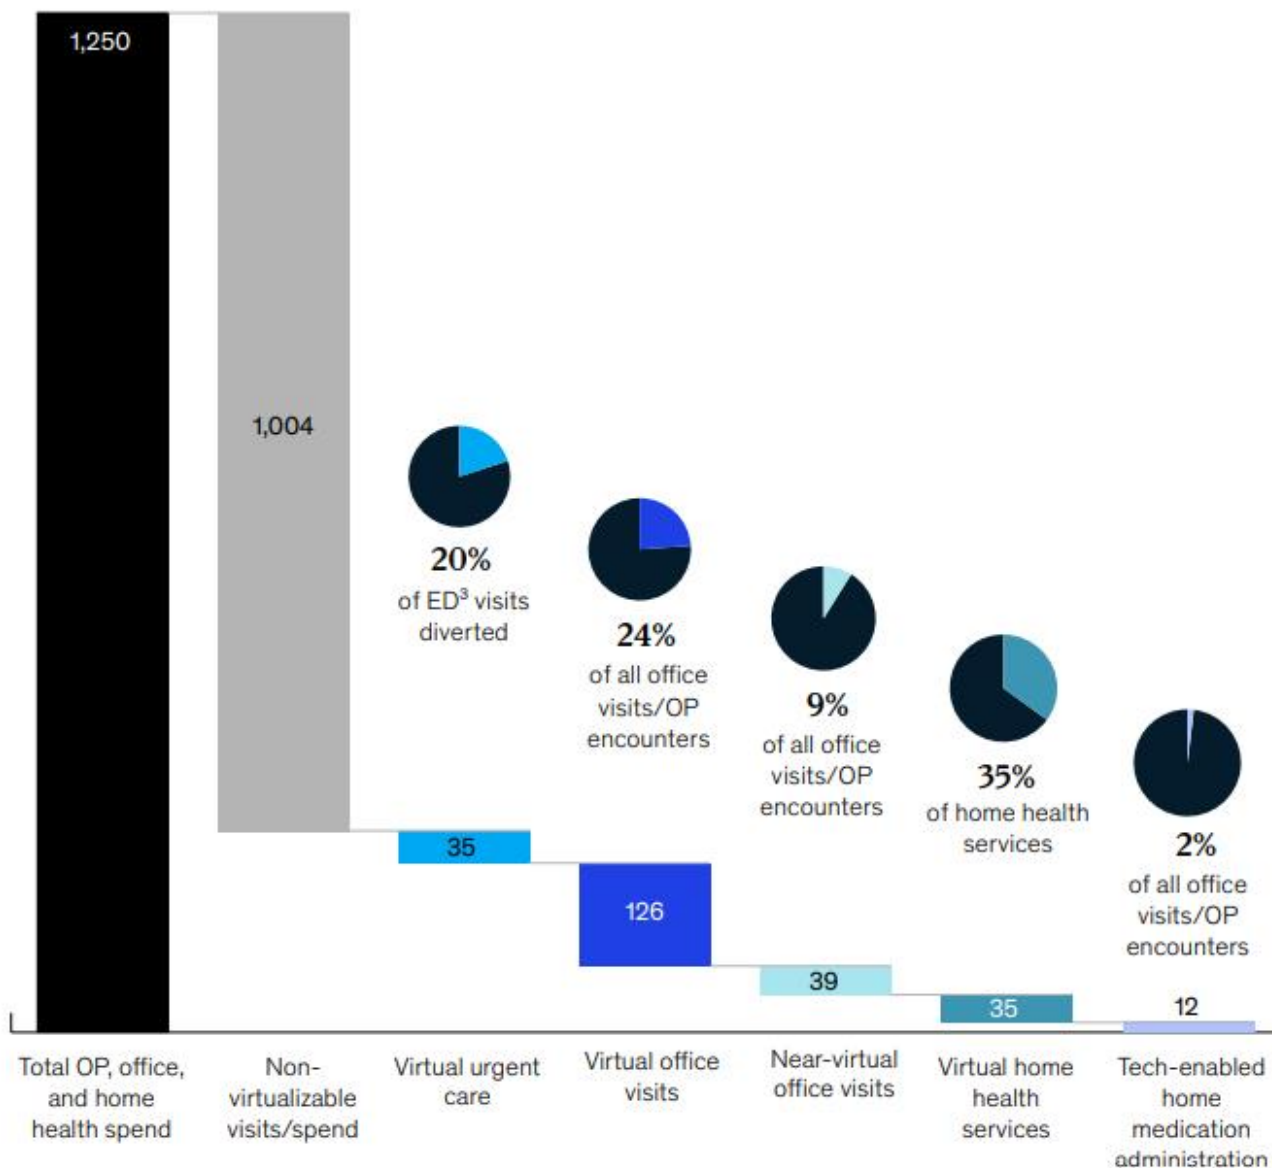 1,250
1,004
20%
of ED³ visits
diverted
24%
of all office
visits/OP
encounters
9%
of all office
visits/OP
encounters
35%
of home health
services
2%
of all office
visits/OP
encounters
35
126
39
35
12
Total OP, office,
and home
health spend
Non-
virtualizable
visits/spend
Virtual urgent
care
Virtual office
visits
Near-virtual
office visits
Virtual home
health
services
Tech-enabled
home
medication
administration